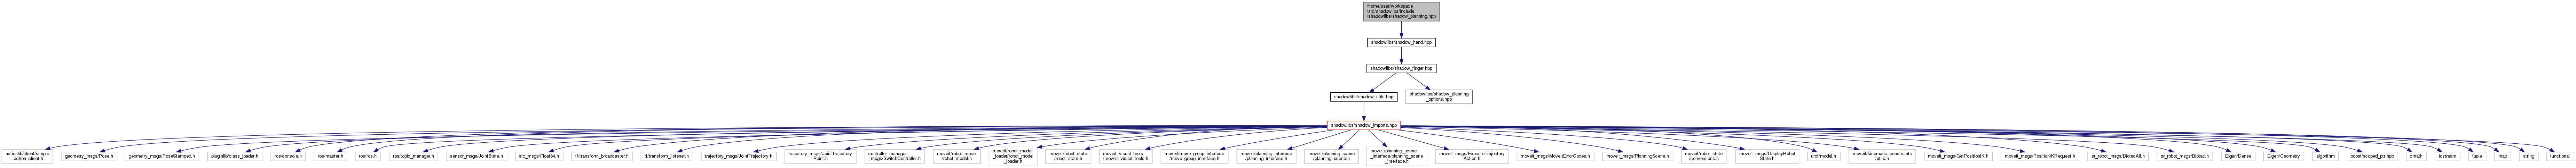 /home/user/workspace
/src/shadowlibs/include
/shadowlibs/shadow_planning.hpp
shadowlibs/shadow_hand.hpp
shadowlibs/shadow_finger.hpp
shadowlibs/shadow_utils.hpp
shadowlibs/shadow_planning
_options.hpp
shadowlibs/shadow_imports.hpp
actionlib/client/simple
_action_client.h
geometry_msgs/Pose.h
geometry_msgs/PoseStamped.h
pluginlib/class_loader.h
ros/console.h
ros/master.h
ros/ros.h
ros/topic_manager.h
sensor_msgs/JointState.h
std_msgs/Float64.h
tf/transform_broadcaster.h
tf/transform_listener.h
trajectory_msgs/JointTrajectory.h
trajectory_msgs/JointTrajectory
Point.h
controller_manager
_msgs/SwitchController.h
moveit/robot_model
/robot_model.h
moveit/robot_model
_loader/robot_model
_loader.h
moveit/robot_state
/robot_state.h
moveit_visual_tools
/moveit_visual_tools.h
moveit/move_group_interface
/move_group_interface.h
moveit/planning_interface
/planning_interface.h
moveit/planning_scene
/planning_scene.h
moveit/planning_scene
_interface/planning_scene
_interface.h
moveit_msgs/ExecuteTrajectory
Action.h
moveit_msgs/MoveItErrorCodes.h
moveit_msgs/PlanningScene.h
moveit/robot_state
/conversions.h
moveit_msgs/DisplayRobot
State.h
urdf/model.h
moveit/kinematic_constraints
/utils.h
moveit_msgs/GetPositionIK.h
moveit_msgs/PositionIKRequest.h
sr_robot_msgs/BiotacAll.h
sr_robot_msgs/Biotac.h
Eigen/Dense
Eigen/Geometry
algorithm
boost/scoped_ptr.hpp
cmath
iostream
tuple
map
string
functional